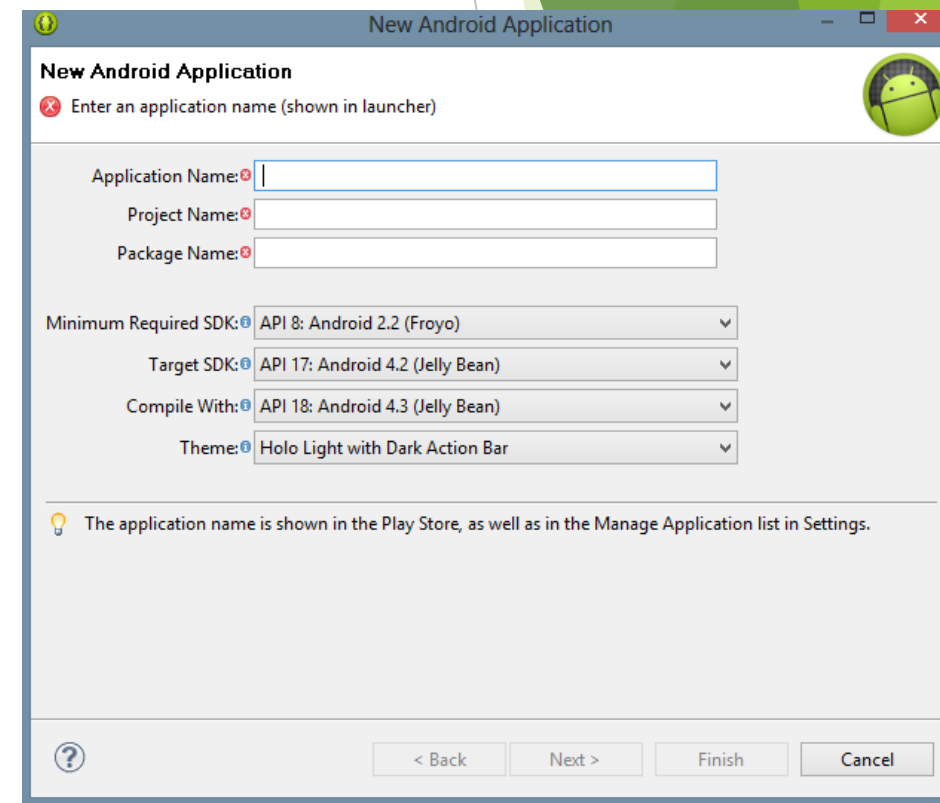 New Android Application
New Android Application
Enter an application name (shown in launcher)
Application Name:
Project Name:
Package Name:
Minimum Required SDK: API 8: Android 2.2 (Froyo)
Target SDK: API 17: Android 4.2 (Jelly Bean)
Compile With: API 18: Android 4.3 (Jelly Bean)
Theme: Holo Light with Dark Action Bar
The application name is shown in the Play Store, as well as in the Manage Application list in Settings.
? < Back Next > Finish Cancel